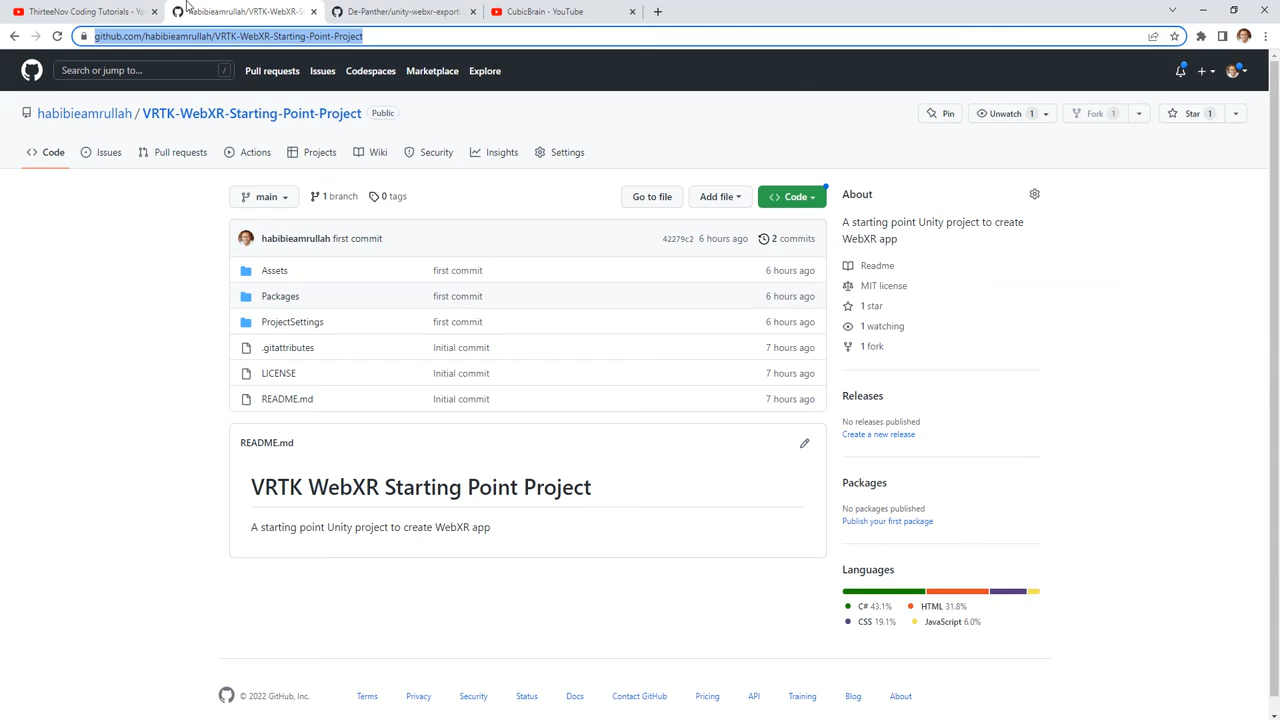 ThirteeNov Coding Tutorials - Yo
habibieamrullah/VRTK-WebXR-S
De-Panther/unity-webxr-export:
CubicBrain - YouTube
github.com/habibieamrullah/VRTK-WebXR-Starting-Point-Project
Search or jump to... /
Pull requests Issues Codespaces Marketplace Explore
habibieamrullah / VRTK-WebXR-Starting-Point-Project Public
Pin Unwatch 1 Fork 1 Star 1
Code Issues Pull requests Actions Projects Wiki Security Insights Settings
main 1 branch 0 tags Go to file Add file Code
habibieamrullah first commit 42279c2 6 hours ago 2 commits
Assets first commit 6 hours ago
Packages first commit 6 hours ago
ProjectSettings first commit 6 hours ago
.gitattributes Initial commit 7 hours ago
LICENSE Initial commit 7 hours ago
README.md Initial commit 7 hours ago
README.md
VRTK WebXR Starting Point Project
A starting point Unity project to create WebXR app
About
A starting point Unity project to create
WebXR app
Readme
MIT license
1 star
1 watching
1 fork
Releases
No releases published
Create a new release
Packages
No packages published
Publish your first package
Languages
C# 43.1% HTML 31.8%
CSS 19.1% JavaScript 6.0%
© 2022 GitHub, Inc. Terms Privacy Security Status Docs Contact GitHub Pricing API Training Blog About